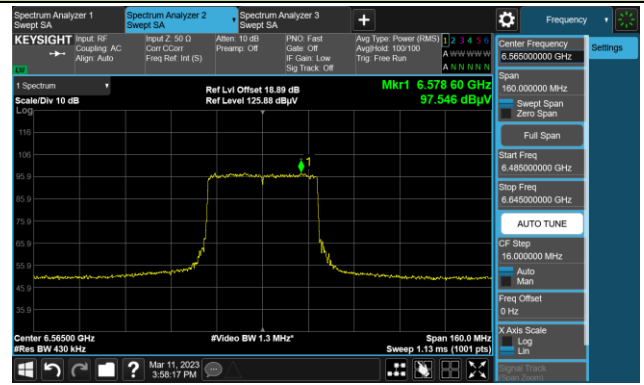 Spectrum Analyzer 1
Swept SA
Spectrum Analyzer 2
Swept SA
Spectrum Analyzer 3
Swept SA
+
Frequency
KEYSIGHT
Input: RF
Coupling: AC
Align: Auto
Input Z: 50 Ω
Corr CCorr
Freq Ref: Int (S)
Atten: 10 dB
Preamp: Off
PNO: Fast
Gate: Off
IF Gain: Low
Sig Track: Off
Avg Type: Power (RMS)
Avg|Hold: 100/100
Trig: Free Run
1 2 3 4 5 6
A W W W W W
A N N N N N
LW
1 Spectrum
Scale/Div 10 dB
Log
Ref Lvl Offset 18.89 dB
Ref Level 125.88 dBµV
Mkr1 6.578 60 GHz
97.546 dBµV
116
106
95.9
85.9
75.9
65.9
55.9
45.9
35.9
1
Center 6.56500 GHz
#Res BW 430 kHz
#Video BW 1.3 MHz*
Span 160.0 MHz
Sweep 1.13 ms (1001 pts)
Mar 11, 2023
3:58:17 PM
?
Center Frequency
6.565000000 GHz
Settings
Span
160.000000 MHz
Swept Span
Zero Span
Full Span
Start Freq
6.485000000 GHz
Stop Freq
6.645000000 GHz
AUTO TUNE
CF Step
16.000000 MHz
Auto
Man
Freq Offset
0 Hz
X Axis Scale
Log
Lin
Signal Track
(Span Zoom)